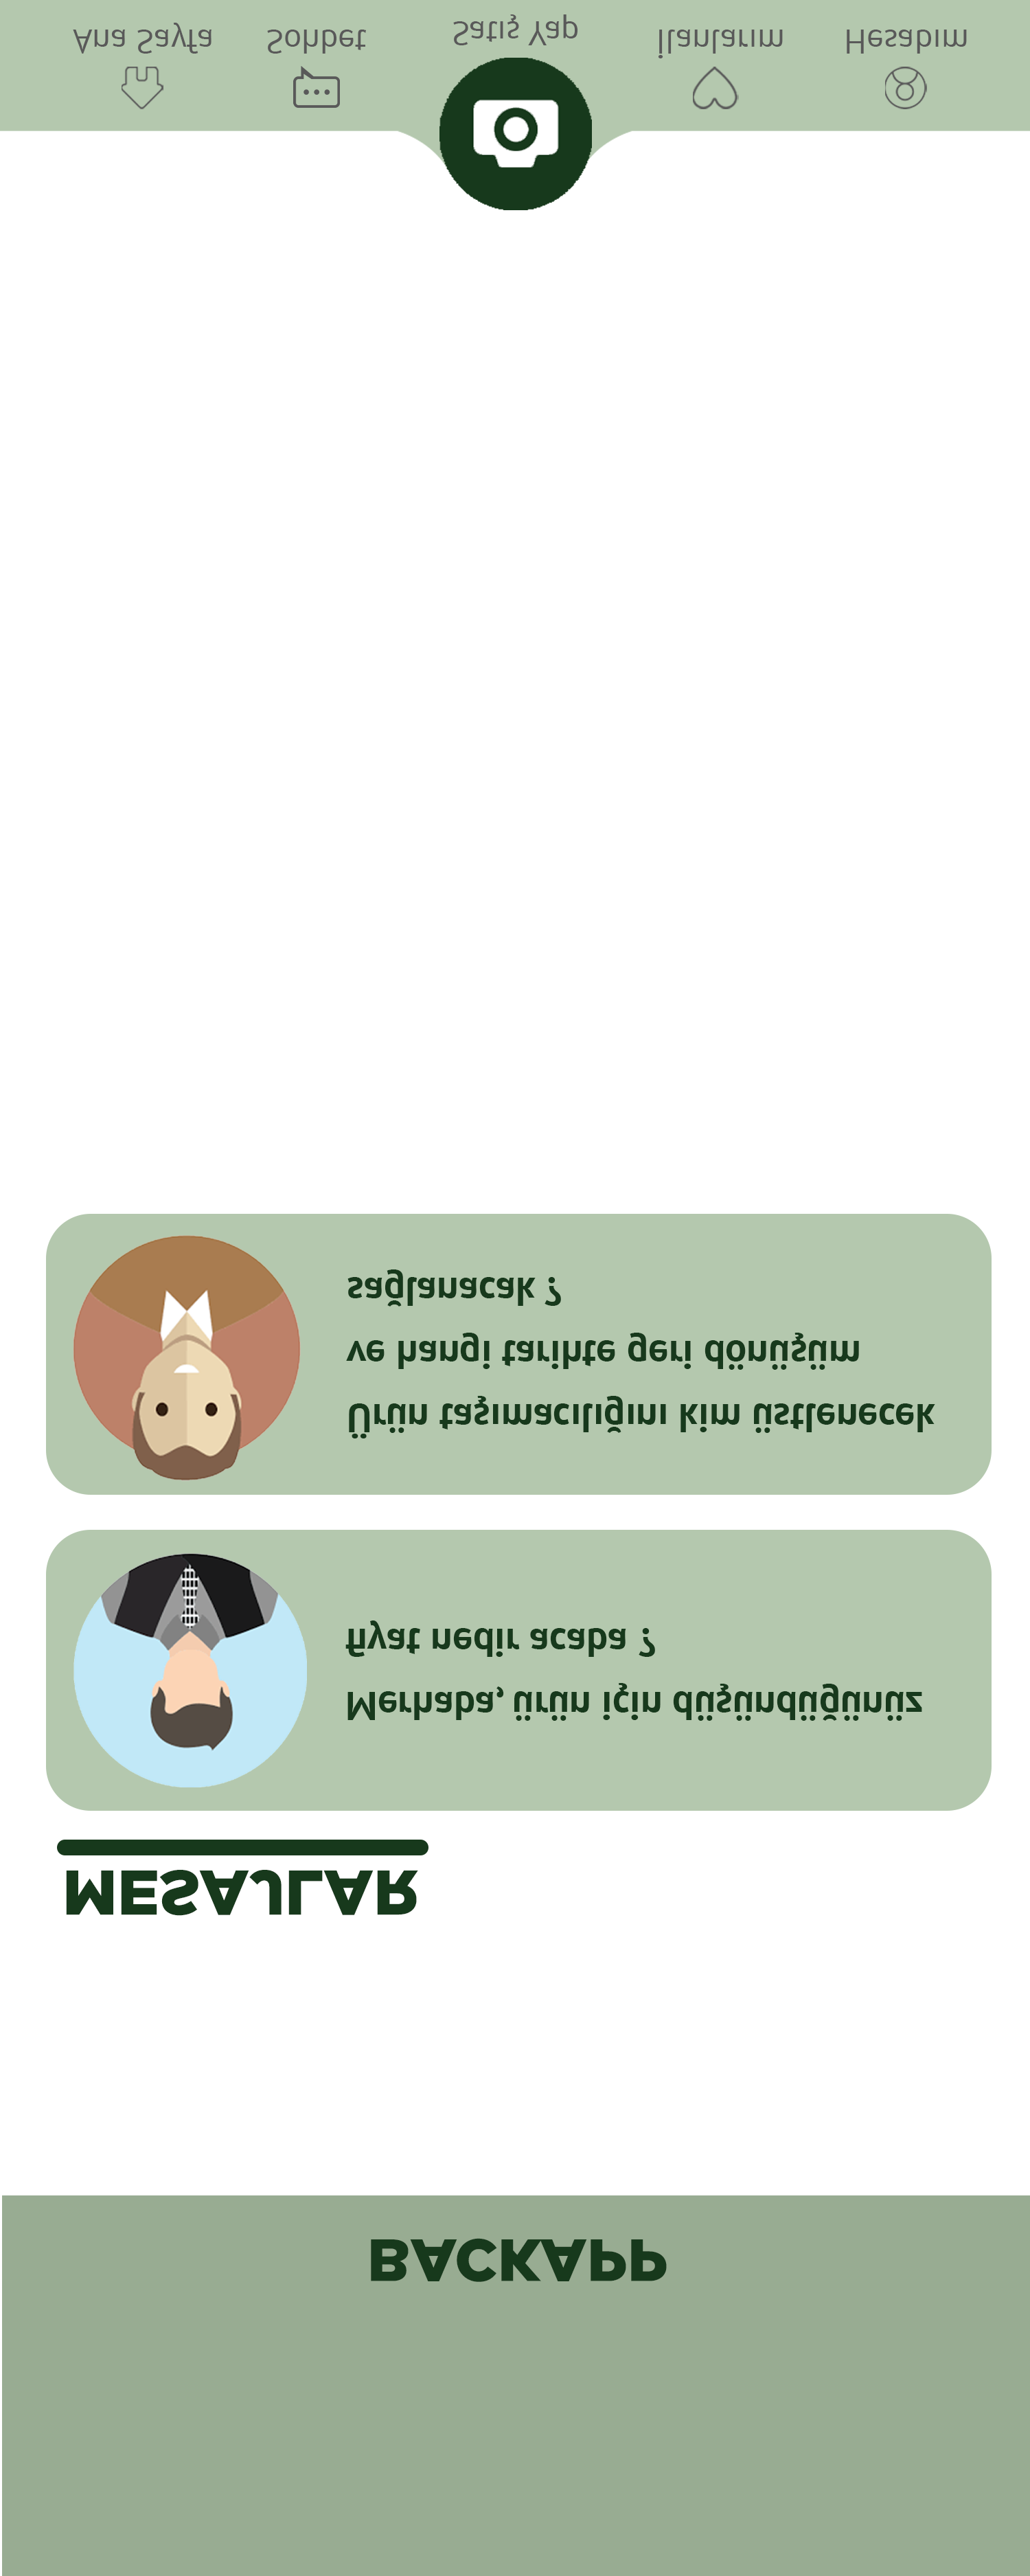 BACKAPP
MESAJLAR
Merhaba, ürün için düşündüğünüz
fiyat nedir acaba ?
Ürün taşımacılığını kim üstlenecek
ve hangi tarihte geri dönüşüm
sağlanacak ?
Ana Sayfa
Sohbet
Satış Yap
İlanlarım
Hesabım